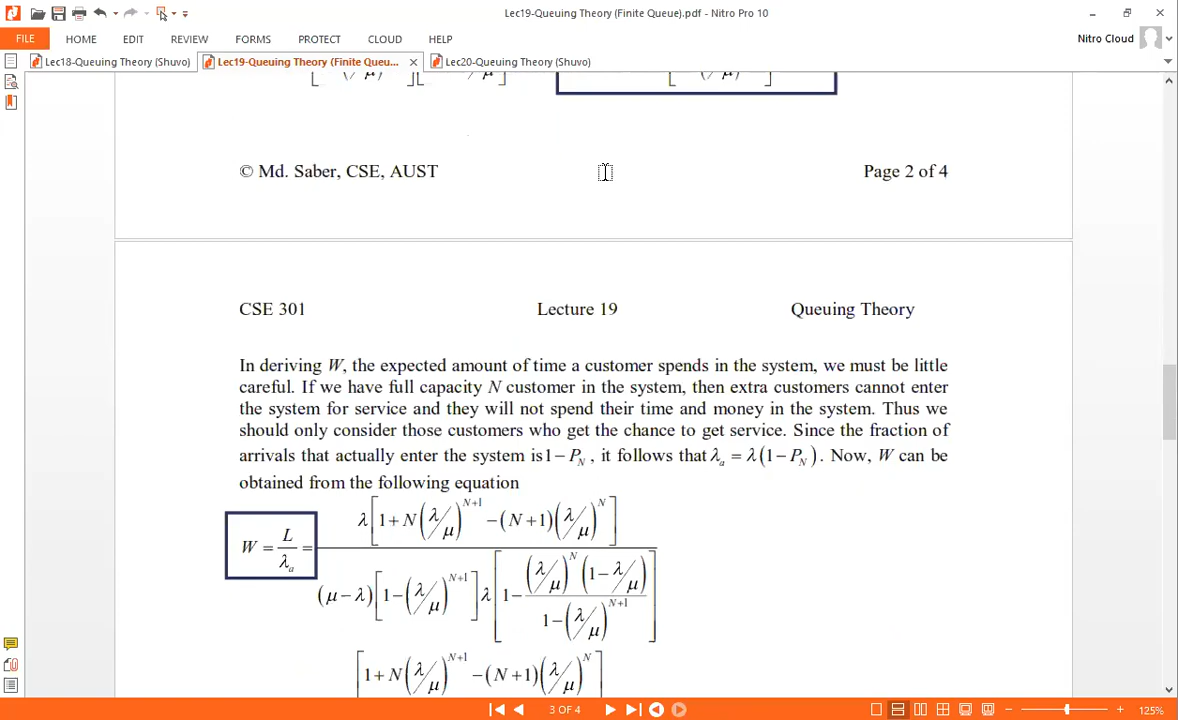 Lec19-Queuing Theory (Finite Queue).pdf - Nitro Pro 10
FILE HOME EDIT REVIEW FORMS PROTECT CLOUD HELP Nitro Cloud
Lec18-Queuing Theory (Shuvo) Lec19-Queuing Theory (Finite Queu... Lec20-Queuing Theory (Shuvo)
© Md. Saber, CSE, AUST Page 2 of 4
CSE 301 Lecture 19 Queuing Theory
In deriving W, the expected amount of time a customer spends in the system, we must be little
careful. If we have full capacity N customer in the system, then extra customers cannot enter
the system for service and they will not spend their time and money in the system. Thus we
should only consider those customers who get the chance to get service. Since the fraction of
arrivals that actually enter the system is 1 − P_N , it follows that λ_a = λ(1 − P_N). Now, W can be
obtained from the following equation
W = L/λ_a = λ[1 + N(λ/μ)^{N+1} − (N+1)(λ/μ)^N] / (μ − λ)[1 − (λ/μ)^{N+1}] λ[1 − (λ/μ)^N (1 − λ/μ) / 1 − (λ/μ)^{N+1}]
[1 + N(λ/μ)^{N+1} − (N+1)(λ/μ)^N]
3 OF 4 125%